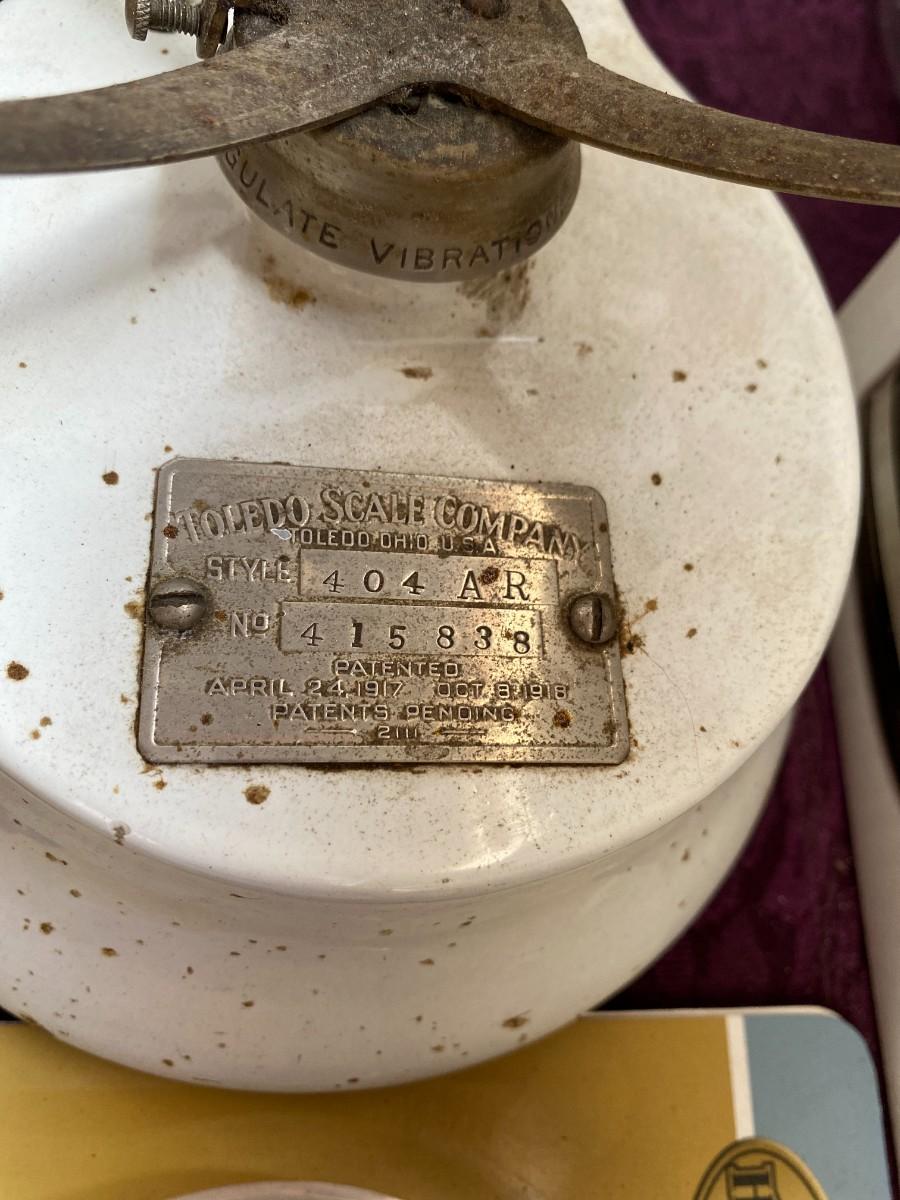 GULATE VIBRATION
TOLEDO SCALE COMPANY
TOLEDO OHIO U.S.A.
STYLE 404 AR
No 415838
PATENTED
APRIL 24, 1917 OCT. 8, 1918
PATENTS PENDING
2111
H